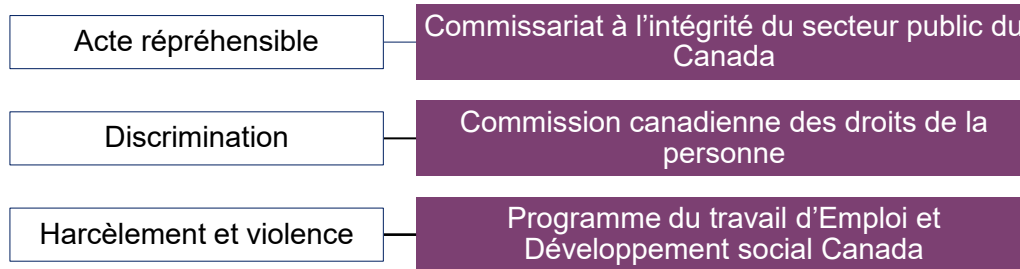 Acte répréhensible
Commissariat à l’intégrité du secteur public du
Canada
Discrimination
Commission canadienne des droits de la
personne
Harcèlement et violence
Programme du travail d’Emploi et
Développement social Canada